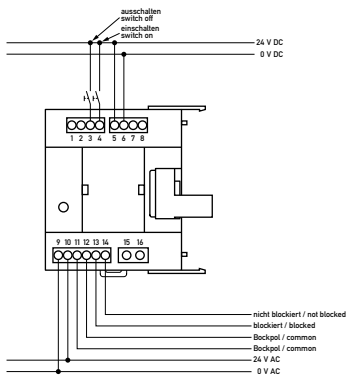 ausschalten
switch off
einschalten
switch on
24 V DC
0 V DC
1 2 3 4 5 6 7 8
9 10 11 12 13 14 15 16
nicht blockiert / not blocked
blockiert / blocked
Bockpol / common
Bockpol / common
24 V AC
0 V AC